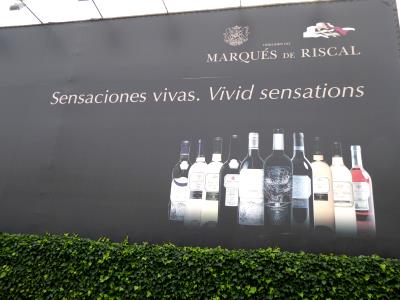 HEREDEROS DEL
MARQUÉS DE RISCAL
Sensaciones vivas. Vivid sensations